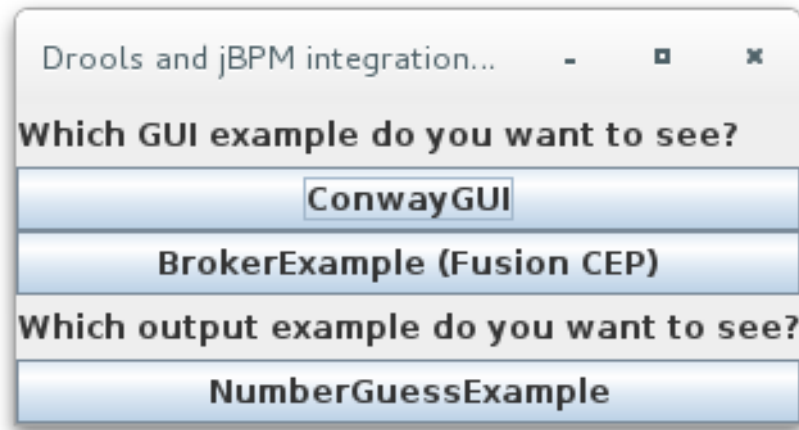 Drools and jBPM integration...
Which GUI example do you want to see?
ConwayGUI
BrokerExample (Fusion CEP)
Which output example do you want to see?
NumberGuessExample